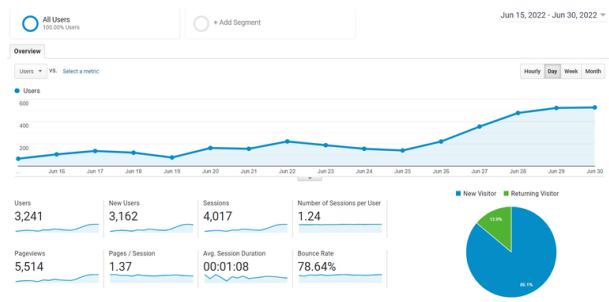 All Users
100.00% Users
+ Add Segment
Jun 15, 2022 - Jun 30, 2022
Overview
Users
VS.
Select a metric
Hourly
Day
Week
Month
Users
600
400
200
...
Jun 16
Jun 17
Jun 18
Jun 19
Jun 20
Jun 21
Jun 22
Jun 23
Jun 24
Jun 25
Jun 26
Jun 27
Jun 28
Jun 29
Jun 30
New Visitor
Returning Visitor
Users
3,241
New Users
3,162
Sessions
4,017
Number of Sessions per User
1.24
Pageviews
5,514
Pages / Session
1.37
Avg. Session Duration
00:01:08
Bounce Rate
78.64%
13.9%
86.1%